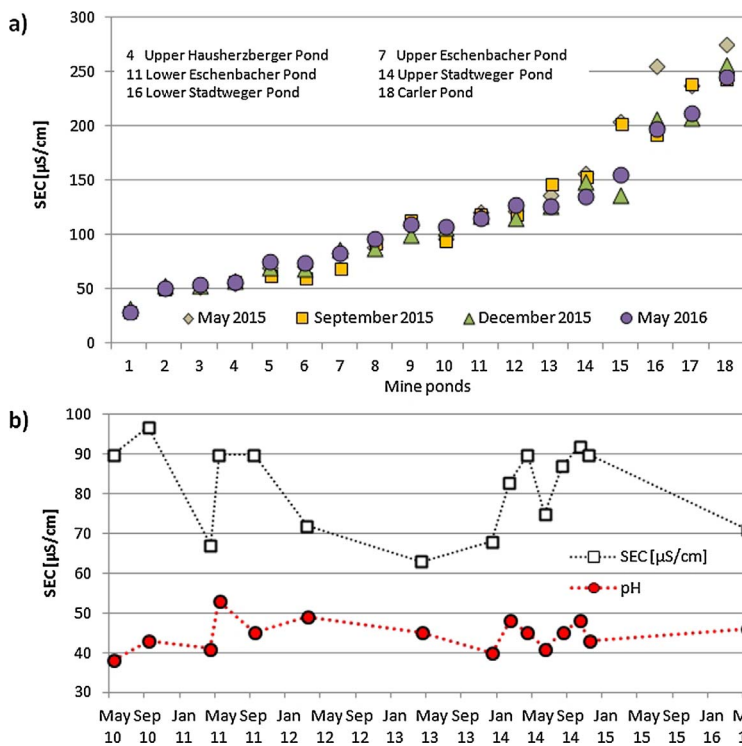 a)
300
250
200
150
100
50
0
SEC [µS/cm]
4 Upper Hausherzberger Pond 7 Upper Eschenbacher Pond
11 Lower Eschenbacher Pond 14 Upper Stadtweger Pond
16 Lower Stadtweger Pond 18 Carler Pond
May 2015 September 2015 December 2015 May 2016
1 2 3 4 5 6 7 8 9 10 11 12 13 14 15 16 17 18
Mine ponds
b)
100
90
80
70
60
50
40
30
SEC [µS/cm]
SEC [µS/cm]
pH
May Sep Jan May Sep Jan May Sep Jan May Sep Jan May Sep Jan May Sep Jan
10 10 11 11 11 12 12 12 13 13 13 14 14 14 15 15 15 16